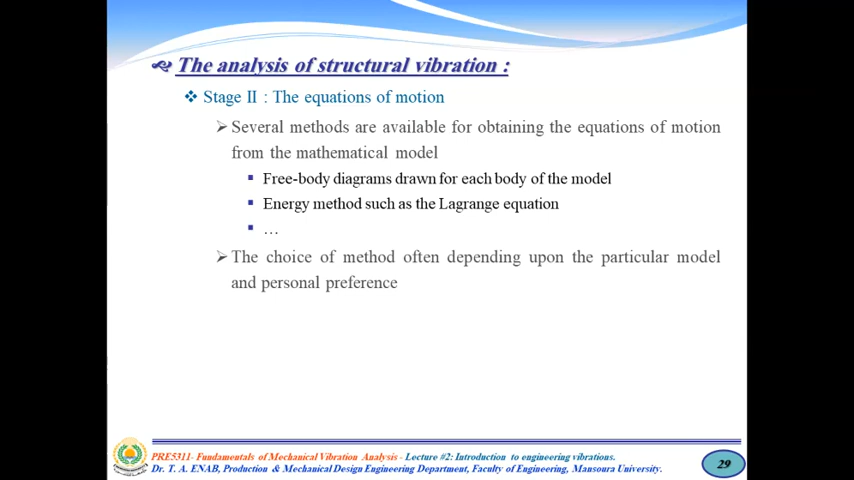 The analysis of structural vibration :
Stage II : The equations of motion
Several methods are available for obtaining the equations of motion
from the mathematical model
Free-body diagrams drawn for each body of the model
Energy method such as the Lagrange equation
…
The choice of method often depending upon the particular model
and personal preference
PRE5311- Fundamentals of Mechanical Vibration Analysis - Lecture #2: Introduction to engineering vibrations.
Dr. T. A. ENAB, Production & Mechanical Design Engineering Department, Faculty of Engineering, Mansoura University.
29